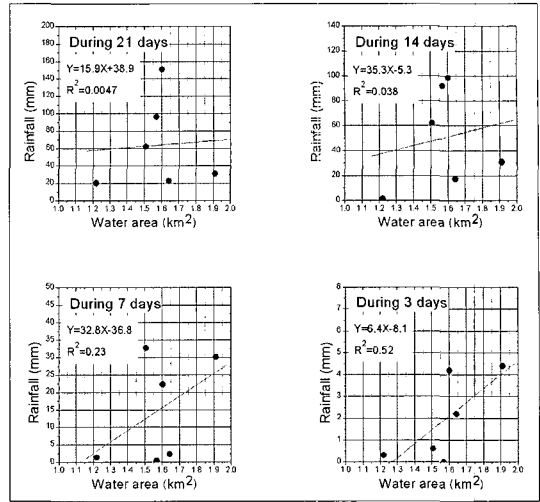 During 21 days
Y=15.9X+38.9
R2=0.0047
Rainfall (mm)
200
180
160
140
120
100
80
60
40
20
0
1.0 1.2 1.3 1.4 1.5 1.6 1.7 1.8 1.9 2.0
Water area (km2)
During 14 days
Y=35.3X-5.3
R2=0.038
Rainfall (mm)
140
120
100
80
60
40
20
0
1.0 1.2 1.3 1.4 1.5 1.6 1.7 1.8 1.9 2.0
Water area (km2)
During 7 days
Y=32.8X-36.8
R2=0.23
Rainfall (mm)
50
45
40
35
30
25
20
15
10
5
0
1.0 1.2 1.3 1.4 1.5 1.6 1.7 1.8 1.9 2.0
Water area (km2)
During 3 days
Y=6.4X-8.1
R2=0.52
Rainfall (mm)
8
7
6
5
4
3
2
1
0
1.0 1.2 1.3 1.4 1.5 1.6 1.7 1.8 1.9 2.0
Water area (km2)